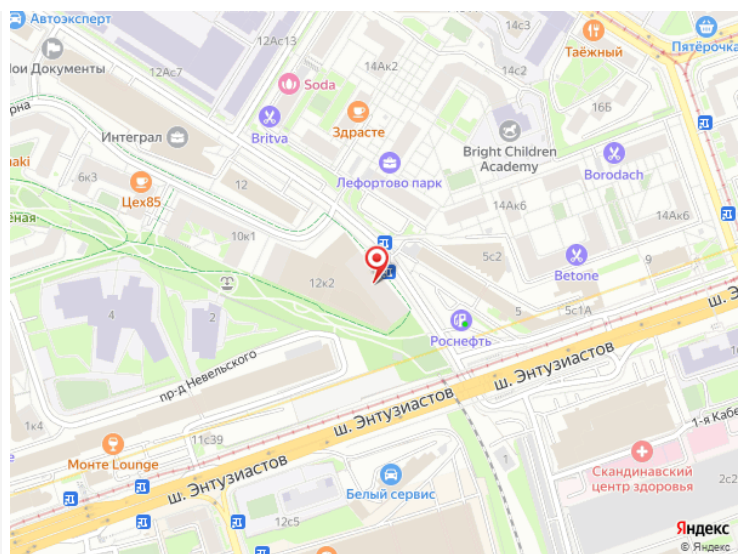 Автоэксперт
12Ас13
14с3
Таёжный
Пятёрочка
Мои Документы
12Ас7
14Ак2
14с2
Soda
16Б
Britva
Здрасте
Интеграл
Bright Children
Academy
Borodach
Лефортово парк
6к3
Цех85
12
14Ак6
14Ак6
10к1
5с2
12к2
Betone
9
4
2
Роснефть
5
5с1А
ш. Энтузиастов
пр-д Невельского
ш. Энтузиастов
1к4
11с39
ш. Энтузиастов
Монте Lounge
1
Скандинавский
центр здоровья
2с2
ш. Энтузиастов
Белый сервис
12с5
Яндекс
© Яндекс